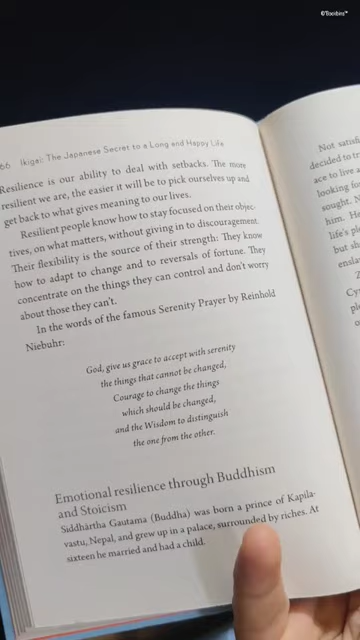 ©Boonbins™
66 Ikigai: The Japanese Secret to a Long and Happy Life
Resilience is our ability to deal with setbacks. The more
resilient we are, the easier it will be to pick ourselves up and
get back to what gives meaning to our lives.
Resilient people know how to stay focused on their objec-
tives, on what matters, without giving in to discouragement.
Their flexibility is the source of their strength: They know
how to adapt to change and to reversals of fortune. They
concentrate on the things they can control and don't worry
about those they can't.
In the words of the famous Serenity Prayer by Reinhold
Niebuhr:
God, give us grace to accept with serenity
the things that cannot be changed,
Courage to change the things
which should be changed,
and the Wisdom to distinguish
the one from the other.
Emotional resilience through Buddhism
and Stoicism
Siddhārtha Gautama (Buddha) was born a prince of Kapila-
vastu, Nepal, and grew up in a palace, surrounded by riches. At
sixteen he married and had a child.
Not satisf
decided to t
ace to live a
looking f
sought. N
him. He
life's pl
but sh
ensla
Cy
pl